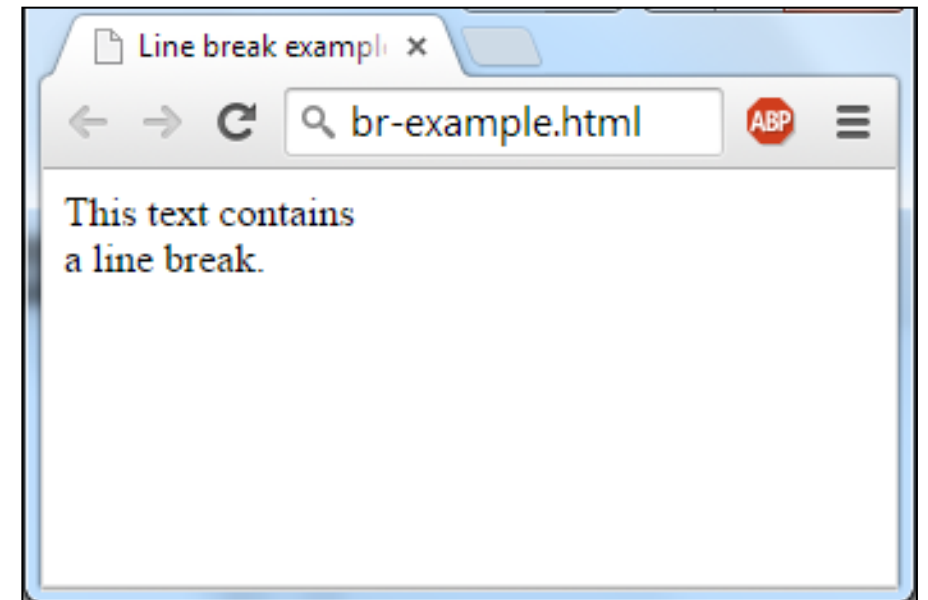 Line break exampl
br-example.html
ABP
This text contains
a line break.